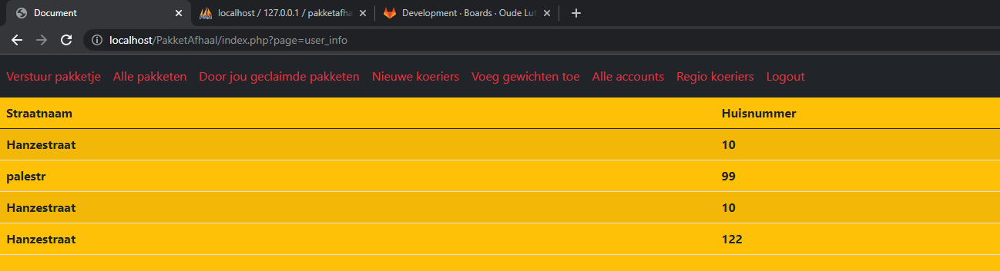 Document
localhost / 127.0.0.1 / pakketafha
Development · Boards · Oude Lut
localhost/PakketAfhaal/index.php?page=user_info
Verstuur pakketje Alle pakketen Door jou geclaimde pakketen Nieuwe koeriers Voeg gewichten toe Alle accounts Regio koeriers Logout
Straatnaam Huisnummer
Hanzestraat 10
palestr 99
Hanzestraat 10
Hanzestraat 122